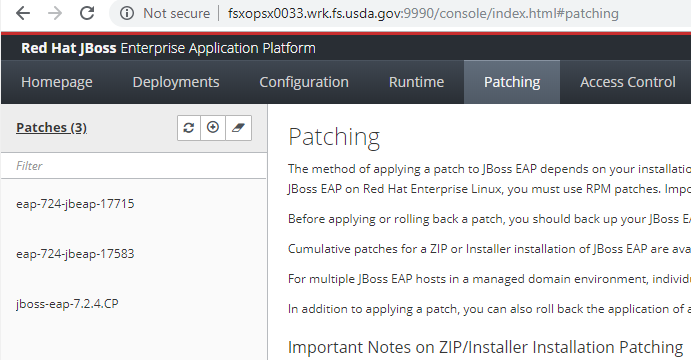 Not secure | fsxopsx0033.wrk.fs.usda.gov:9990/console/index.html#patching
Red Hat JBoss Enterprise Application Platform
Homepage Deployments Configuration Runtime Patching Access Control
Patches (3)
Filter
eap-724-jbeap-17715
eap-724-jbeap-17583
jboss-eap-7.2.4.CP
Patching
The method of applying a patch to JBoss EAP depends on your installatio
JBoss EAP on Red Hat Enterprise Linux, you must use RPM patches. Impo
Before applying or rolling back a patch, you should back up your JBoss EA
Cumulative patches for a ZIP or Installer installation of JBoss EAP are ava
For multiple JBoss EAP hosts in a managed domain environment, individ
In addition to applying a patch, you can also roll back the application of a
Important Notes on ZIP/Installer Installation Patching